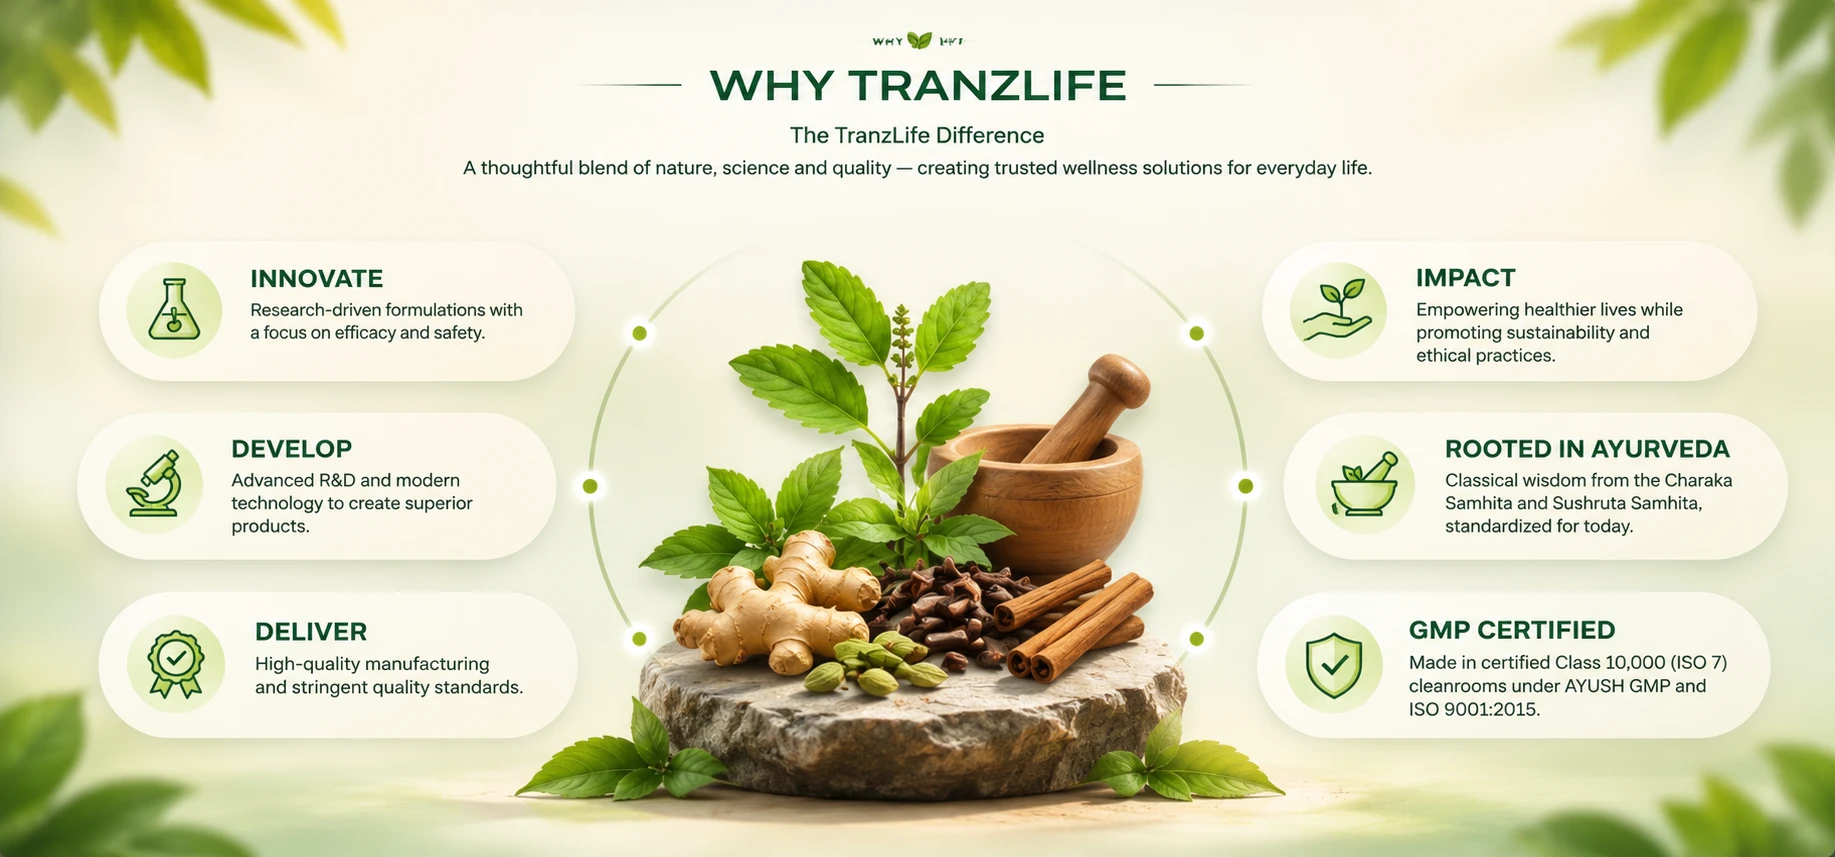 WHY
WHY TRANZLIFE
The TranzLife Difference
A thoughtful blend of nature, science and quality — creating trusted wellness solutions for everyday life.
INNOVATE
Research-driven formulations with
a focus on efficacy and safety.
DEVELOP
Advanced R&D and modern
technology to create superior
products.
DELIVER
High-quality manufacturing
and stringent quality standards.
IMPACT
Empowering healthier lives while
promoting sustainability and
ethical practices.
ROOTED IN AYURVEDA
Classical wisdom from the Charaka
Samhita and Sushruta Samhita,
standardized for today.
GMP CERTIFIED
Made in certified Class 10,000 (ISO 7)
cleanrooms under AYUSH GMP and
ISO 9001:2015.